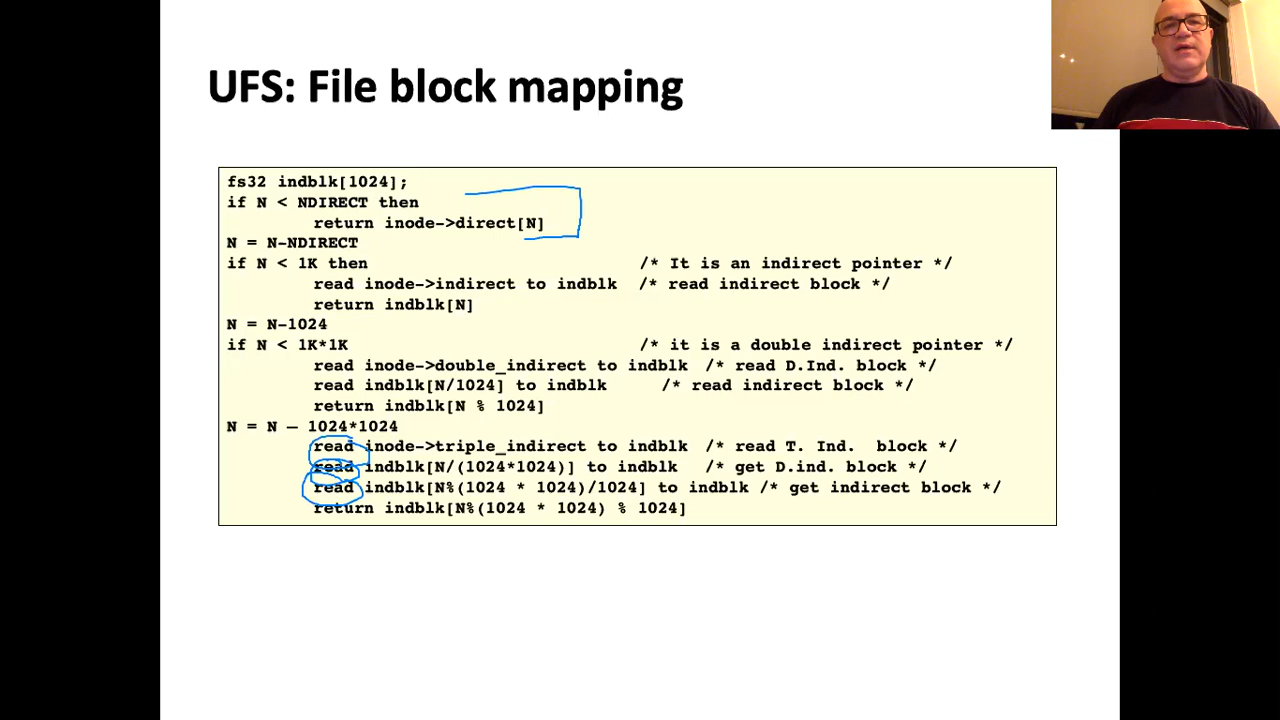 UFS: File block mapping
fs32 indblk[1024];
if N < NDIRECT then
return inode->direct[N]
N = N-NDIRECT
if N < 1K then /* It is an indirect pointer */
read inode->indirect to indblk /* read indirect block */
return indblk[N]
N = N-1024
if N < 1K*1K /* it is a double indirect pointer */
read inode->double_indirect to indblk /* read D.Ind. block */
read indblk[N/1024] to indblk /* read indirect block */
return indblk[N % 1024]
N = N – 1024*1024
read inode->triple_indirect to indblk /* read T. Ind. block */
read indblk[N/(1024*1024)] to indblk /* get D.ind. block */
read indblk[N%(1024 * 1024)/1024] to indblk /* get indirect block */
return indblk[N%(1024 * 1024) % 1024]